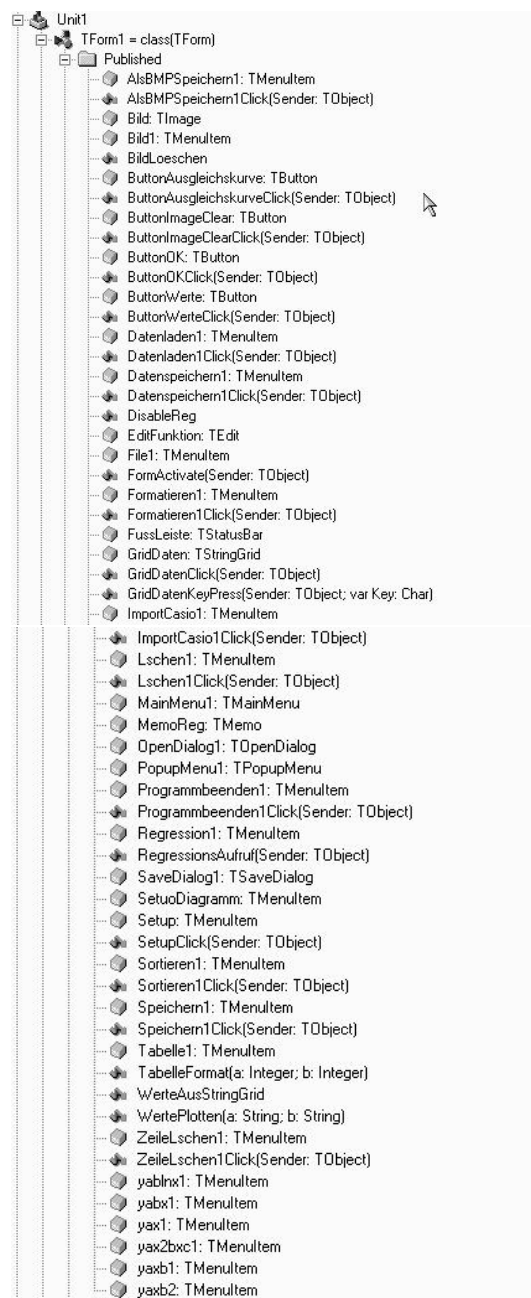 Unit1
TForm1 = class(TForm)
Published
AlsBMPSpeichern1: TMenuItem
AlsBMPSpeichern1Click(Sender: TObject)
Bild: TImage
Bild1: TMenuItem
BildLoeschen
ButtonAusgleichskurve: TButton
ButtonAusgleichskurveClick(Sender: TObject)
ButtonImageClear: TButton
ButtonImageClearClick(Sender: TObject)
ButtonOK: TButton
ButtonOKClick(Sender: TObject)
ButtonWerte: TButton
ButtonWerteClick(Sender: TObject)
Datenladen1: TMenuItem
Datenladen1Click(Sender: TObject)
Datenspeichern1: TMenuItem
Datenspeichern1Click(Sender: TObject)
DisableReg
EditFunktion: TEdit
File1: TMenuItem
FormActivate(Sender: TObject)
Formatieren1: TMenuItem
Formatieren1Click(Sender: TObject)
FussLeiste: TStatusBar
GridDaten: TStringGrid
GridDatenClick(Sender: TObject)
GridDatenKeyPress(Sender: TObject; var Key: Char)
ImportCasio1: TMenuItem
ImportCasio1Click(Sender: TObject)
Lschen1: TMenuItem
Lschen1Click(Sender: TObject)
MainMenu1: TMainMenu
MemoReg: TMemo
OpenDialog1: TOpenDialog
PopupMenu1: TPopupMenu
Programmbeenden1: TMenuItem
Programmbeenden1Click(Sender: TObject)
Regression1: TMenuItem
RegressionsAufruf(Sender: TObject)
SaveDialog1: TSaveDialog
SetuoDiagramm: TMenuItem
Setup: TMenuItem
SetupClick(Sender: TObject)
Sortieren1: TMenuItem
Sortieren1Click(Sender: TObject)
Speichern1: TMenuItem
Speichern1Click(Sender: TObject)
Tabelle1: TMenuItem
TabelleFormat(a: Integer; b: Integer)
WerteAusStringGrid
WertePlotten(a: String; b: String)
ZeileLschen1: TMenuItem
ZeileLschen1Click(Sender: TObject)
yablnx1: TMenuItem
yabx1: TMenuItem
yax1: TMenuItem
yax2bxc1: TMenuItem
yaxb1: TMenuItem
yaxb2: TMenuItem